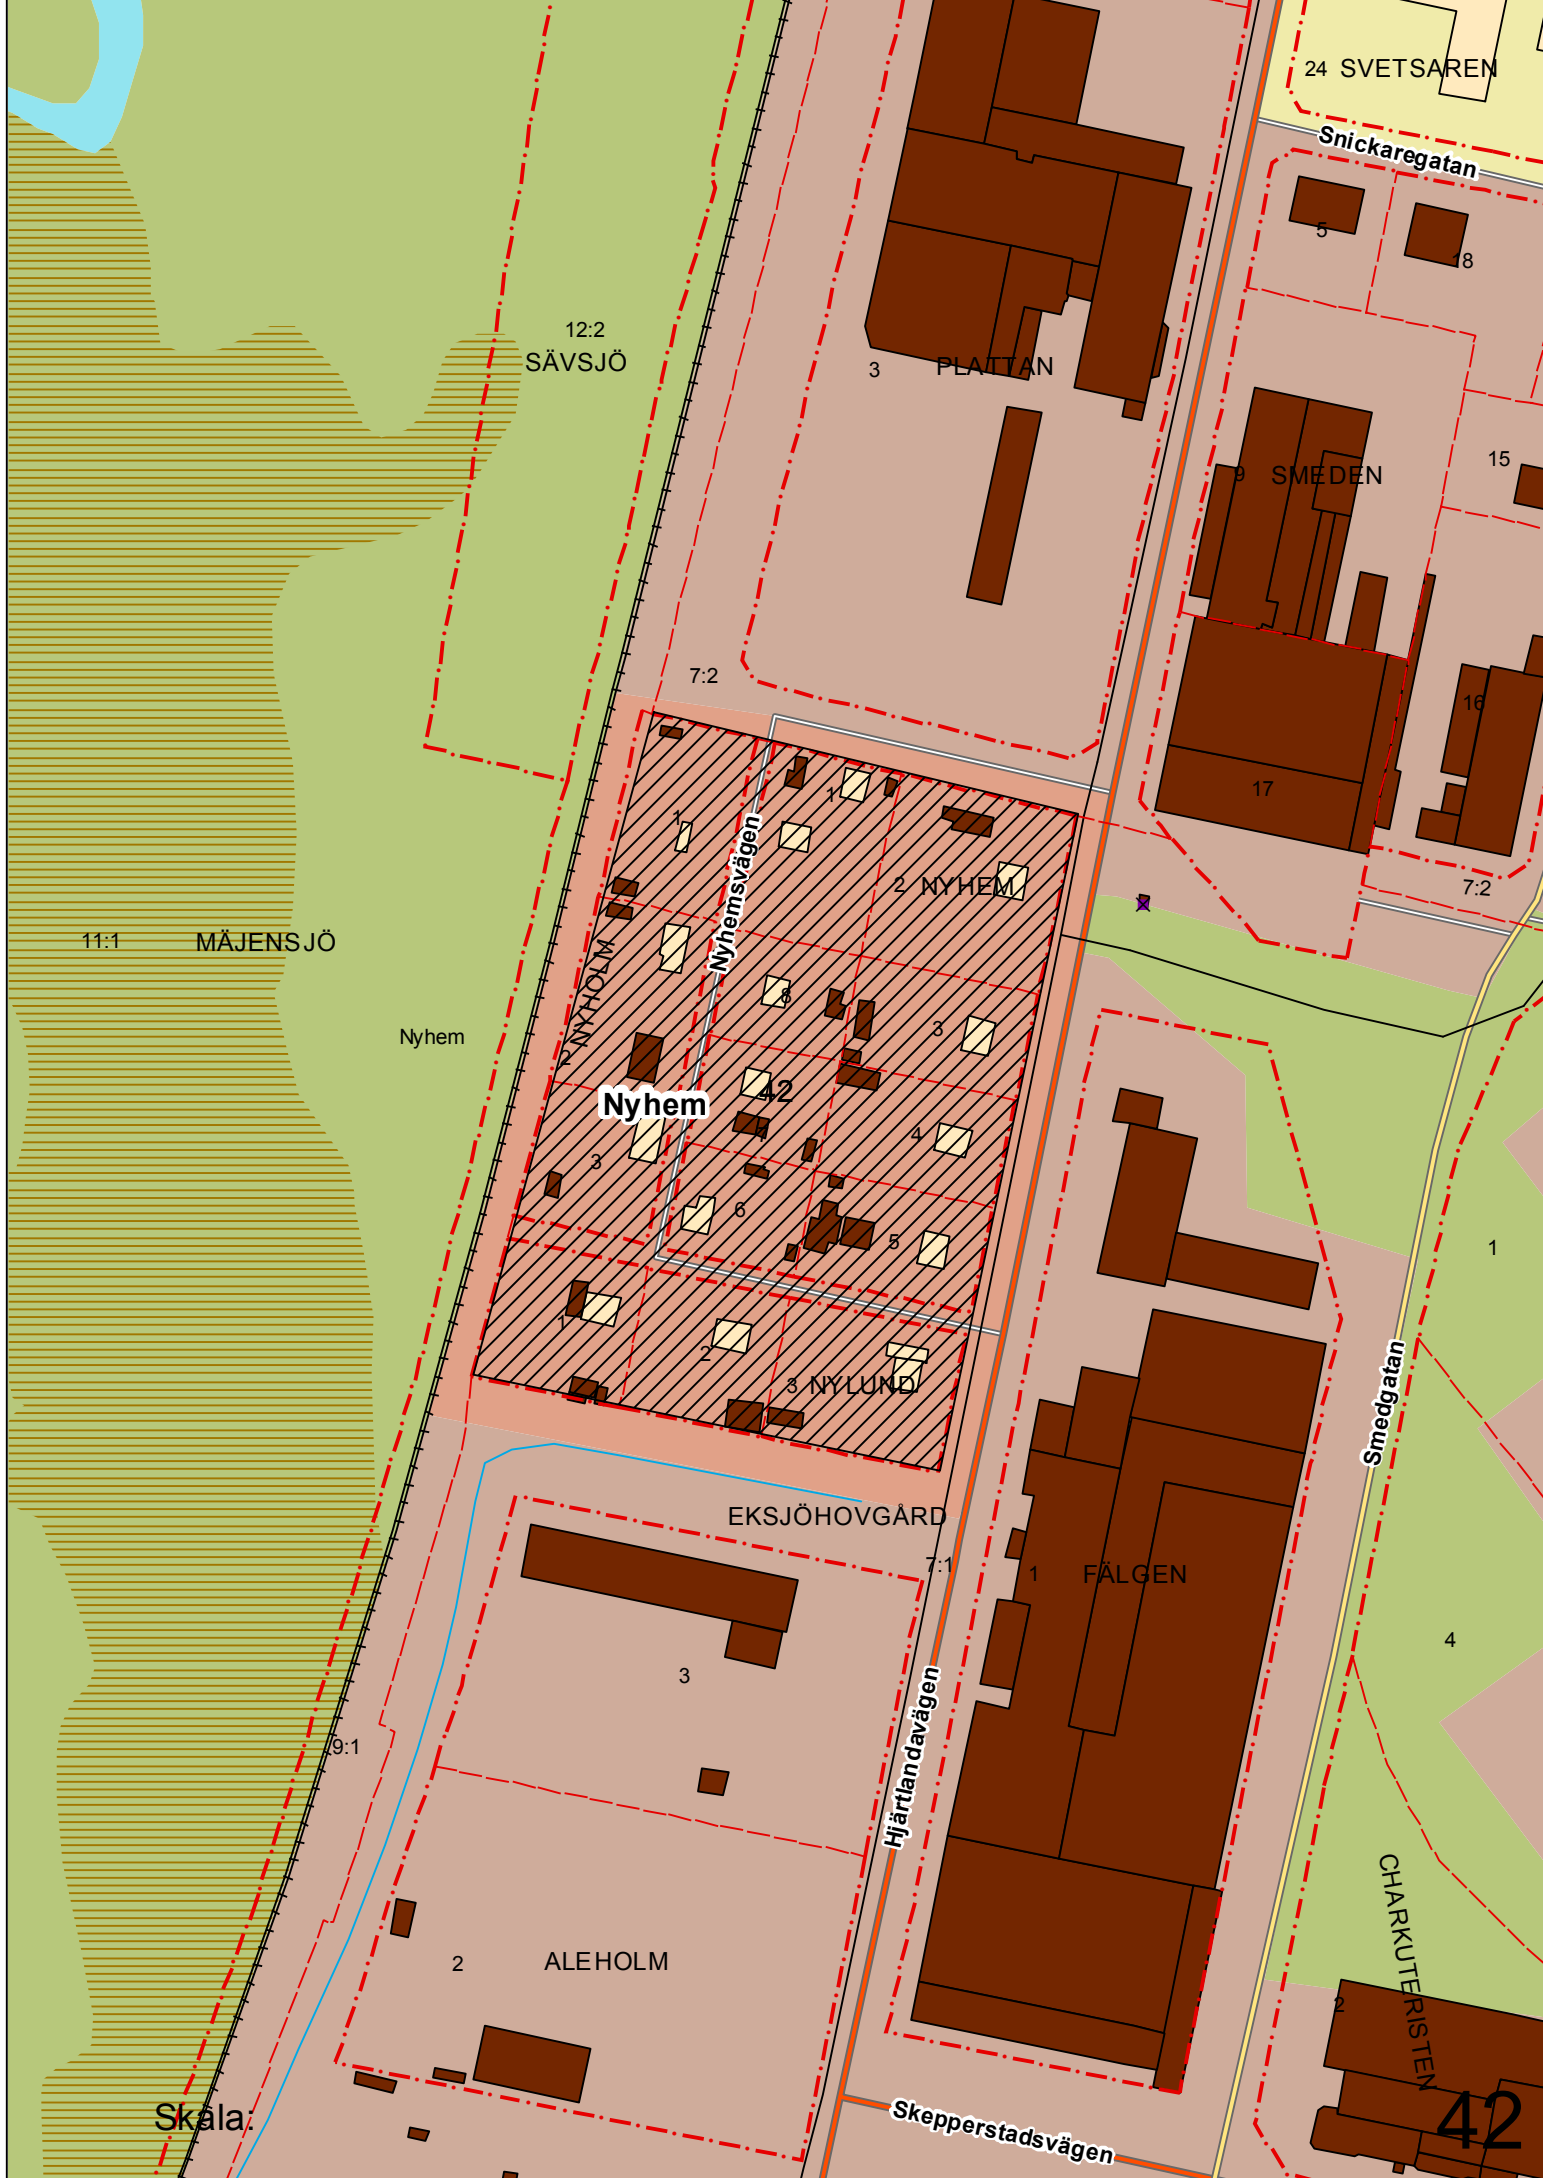 24 SVETSAREN
Snickaregatan
5
18
12:2
SÄVSJÖ
3
PLATTAN
15
9
SMEDEN
7:2
16
17
1
1
2 NYHEM
7:2
Nyhemsvägen
11:1
MÄJENSJÖ
NYHOLM
8
3
Nyhem
2
42
Nyhem
7
4
3
6
5
1
1
2
3 NYLUND
Smedgatan
EKSJÖHOVGÅRD
7:1
1
FÄLGEN
4
3
Hjärtlandavägen
9:1
CHARKUTERISTEN
2
ALEHOLM
2
Skala:
42
Skepperstadsvägen